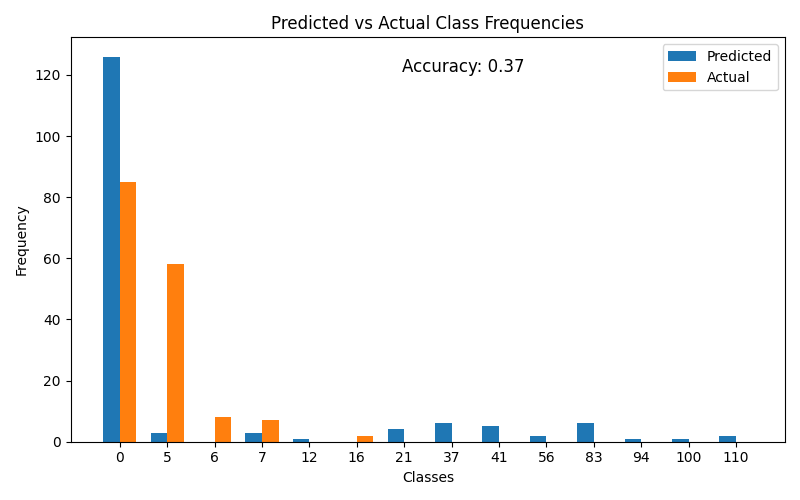 Predicted vs Actual Class Frequencies
Accuracy: 0.37
Predicted
Actual
Frequency
120
100
80
60
40
20
0
0 5 6 7 12 16 21 37 41 56 83 94 100 110
Classes